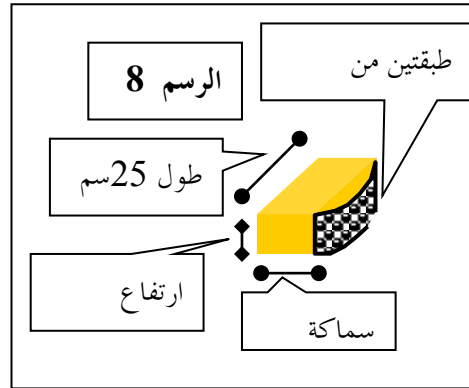 طبقتين من
الرسم 8
طول 25سم
ارتفاع
سماكة